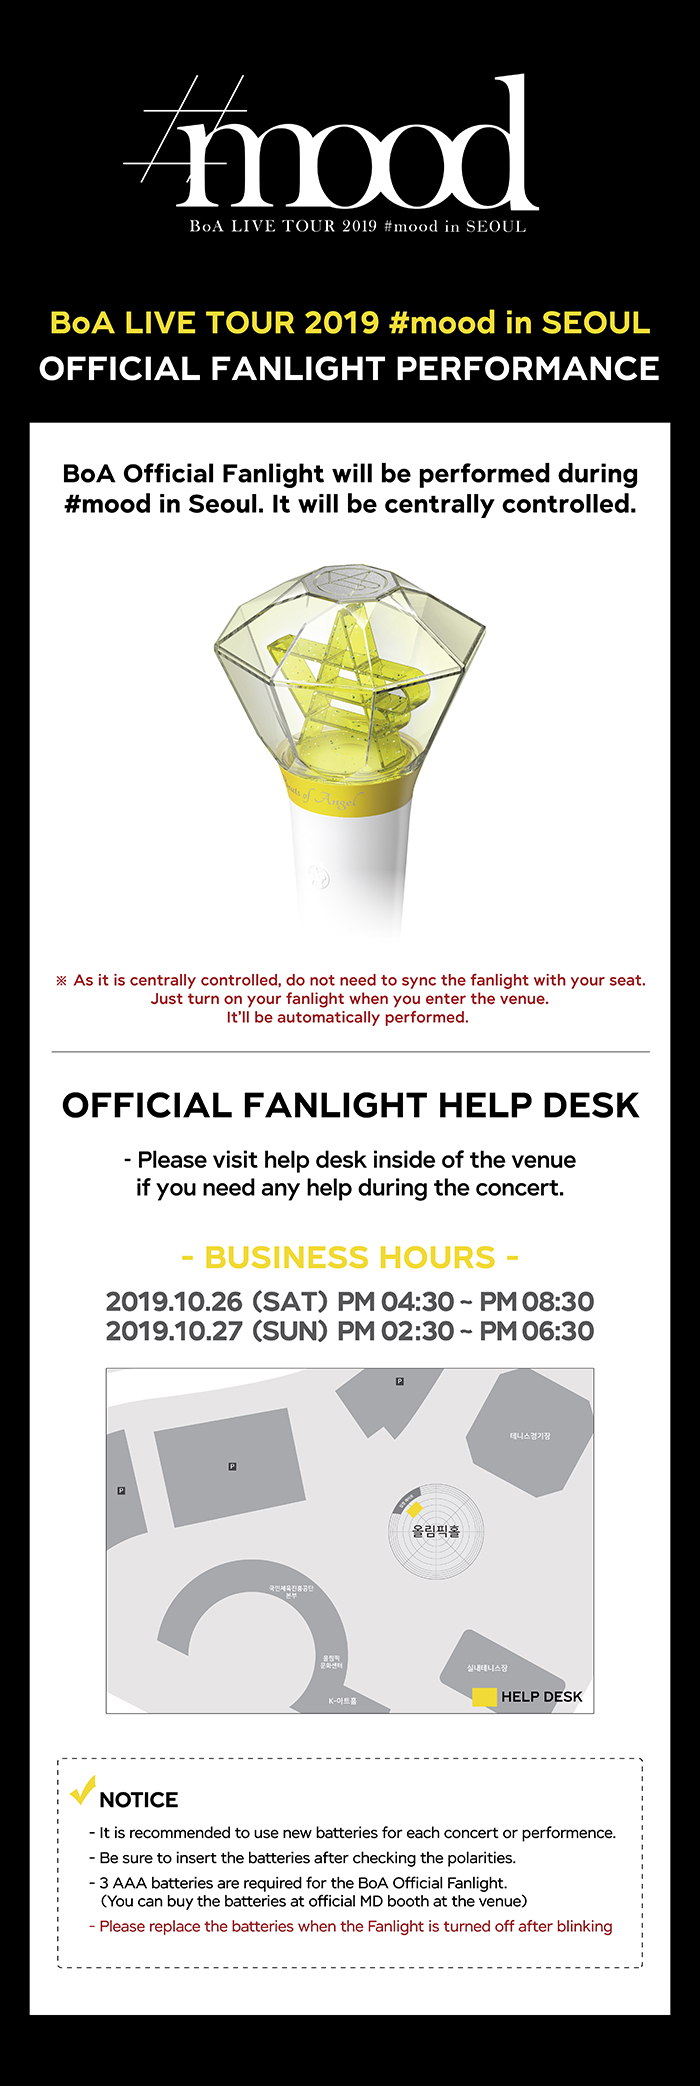 #mood
BoA LIVE TOUR 2019 #mood in SEOUL
BoA LIVE TOUR 2019 #mood in SEOUL
OFFICIAL FANLIGHT PERFORMANCE
BoA Official Fanlight will be performed during
#mood in Seoul. It will be centrally controlled.
of Angel
※ As it is centrally controlled, do not need to sync the fanlight with your seat.
Just turn on your fanlight when you enter the venue.
It'll be automatically performed.
OFFICIAL FANLIGHT HELP DESK
- Please visit help desk inside of the venue
if you need any help during the concert.
- BUSINESS HOURS -
2019.10.26 (SAT) PM 04:30 ~ PM 08:30
2019.10.27 (SUN) PM 02:30 ~ PM 06:30
P
테니스경기장
P
P
올림픽홀
국민체육진흥공단
본부
올림픽
문화센터
실내테니스장
K-아트홀
HELP DESK
NOTICE
- It is recommended to use new batteries for each concert or performence.
- Be sure to insert the batteries after checking the polarities.
- 3 AAA batteries are required for the BoA Official Fanlight.
(You can buy the batteries at official MD booth at the venue)
- Please replace the batteries when the Fanlight is turned off after blinking